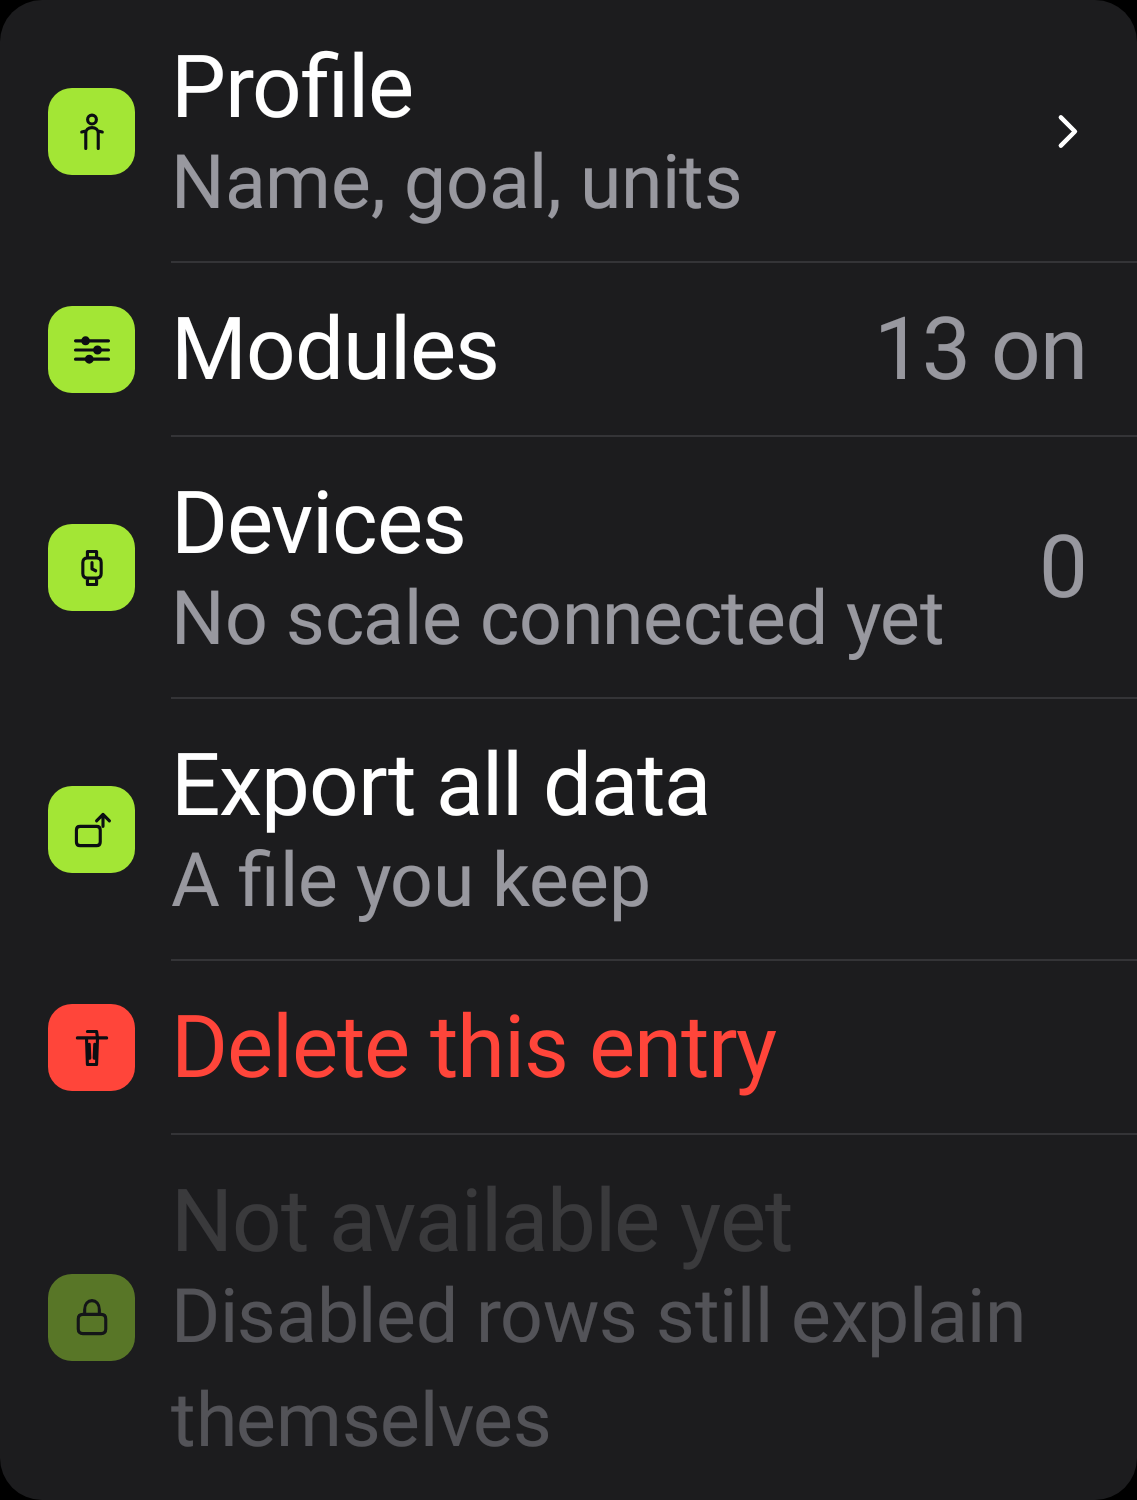 Profile
Name, goal, units
Modules
13 on
Devices
No scale connected yet
0
Export all data
A file you keep
Delete this entry
Not available yet
Disabled rows still explain
themselves